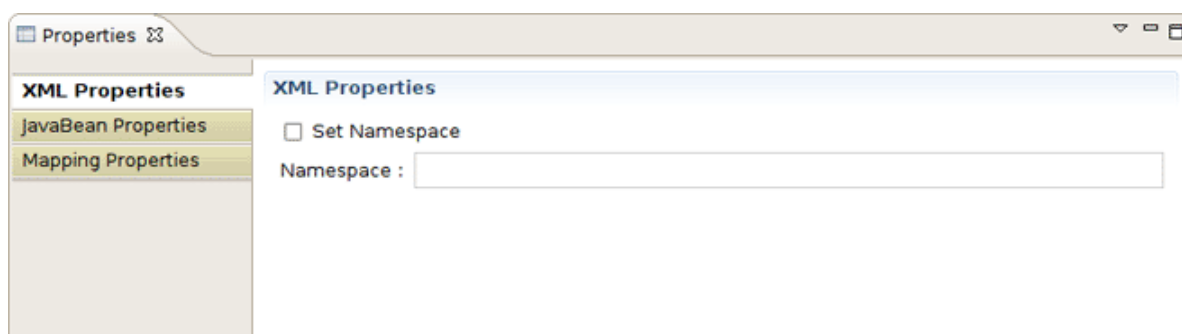 Properties
XML Properties
JavaBean Properties
Mapping Properties
XML Properties
Set Namespace
Namespace :